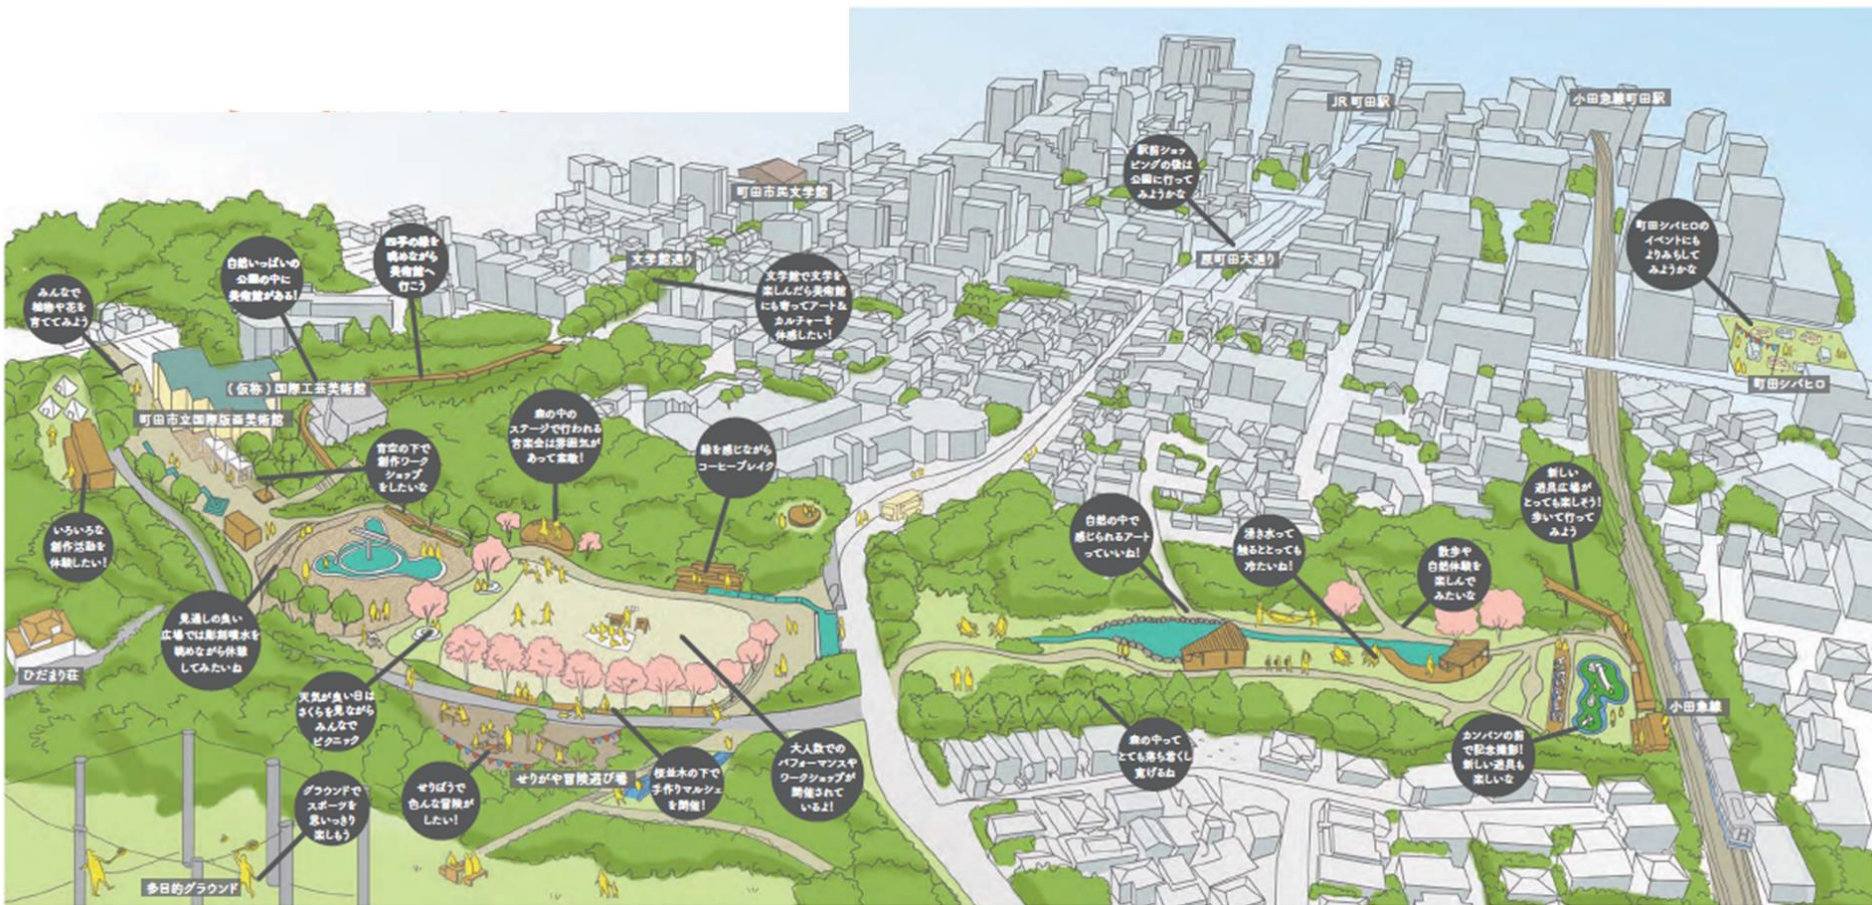 JR 町田駅
小田急線町田駅
駅前ショッ
ピングの後は
公園に行って
みようかな
町田市民文学館
町田シバヒロの
イベントにも
よりみちして
みようかな
四季の緑を
眺めながら
美術館へ
行こう
自然いっぱいの
公園の中に
美術館がある!
文学館通り
原町田大通り
文学館で文学を
楽しんだら美術館
にも寄ってアート&
カルチャーを
体感したい!
みんなで
植物や花を
育ててみよう
(仮称)国際工芸美術館
町田シバヒロ
町田市立国際版画美術館
森の中の
ステージで行われる
音楽会は雰囲気が
あって素敵!
青空の下で
創作ワーク
ショップ
をしたいな
緑を感じながら
コーヒーブレイク
新しい
遊具広場が
とっても楽しそう!
歩いて行って
みよう
いろいろな
創作活動を
体験したい!
自然の中で
感じられるアート
っていいね!
湧き水って
触るととっても
冷たいね!
散歩や
自然体験を
楽しんで
みたいな
見通しの良い
広場では彫刻噴水を
眺めながら休憩
してみたいね
ひだまり荘
天気が良い日は
さくらを見ながら
みんなで
ピクニック
小田急線
せりがや冒険遊び場
桜並木の下で
手作りマルシェ
を開催!
大人数での
パフォーマンスや
ワークショップが
開催されて
いるよ!
森の中って
とても落ち着くし
寛げるね
カンバンの前
で記念撮影!
新しい遊具も
楽しいな
グラウンドで
スポーツを
思いっきり
楽しもう
せりぼうで
色んな冒険が
したい!
多目的グラウンド